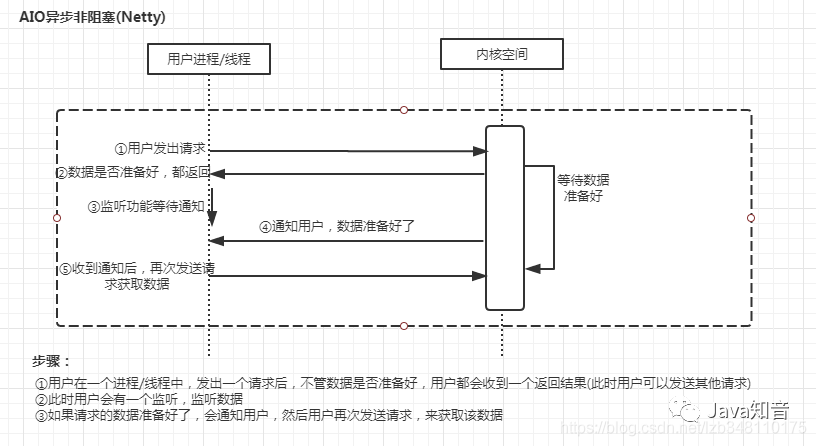 AIO异步非阻塞(Netty)
用户进程/线程
内核空间
①用户发出请求
②数据是否准备好，都返回
等待数据
准备好
③监听功能等待通知
④通知用户，数据准备好了
⑤收到通知后，再次发送请
求获取数据
步骤：
①用户在一个进程/线程中，发出一个请求后，不管数据是否准备好，用户都会收到一个返回结果(此时用户可以发送其他请求)
②此时用户会有一个监听，监听数据
③如果请求的数据准备好了，会通知用户，然后用户再次发送请求，来获取该数据
Java知音
https://blog.csdn.net/lzb348110175